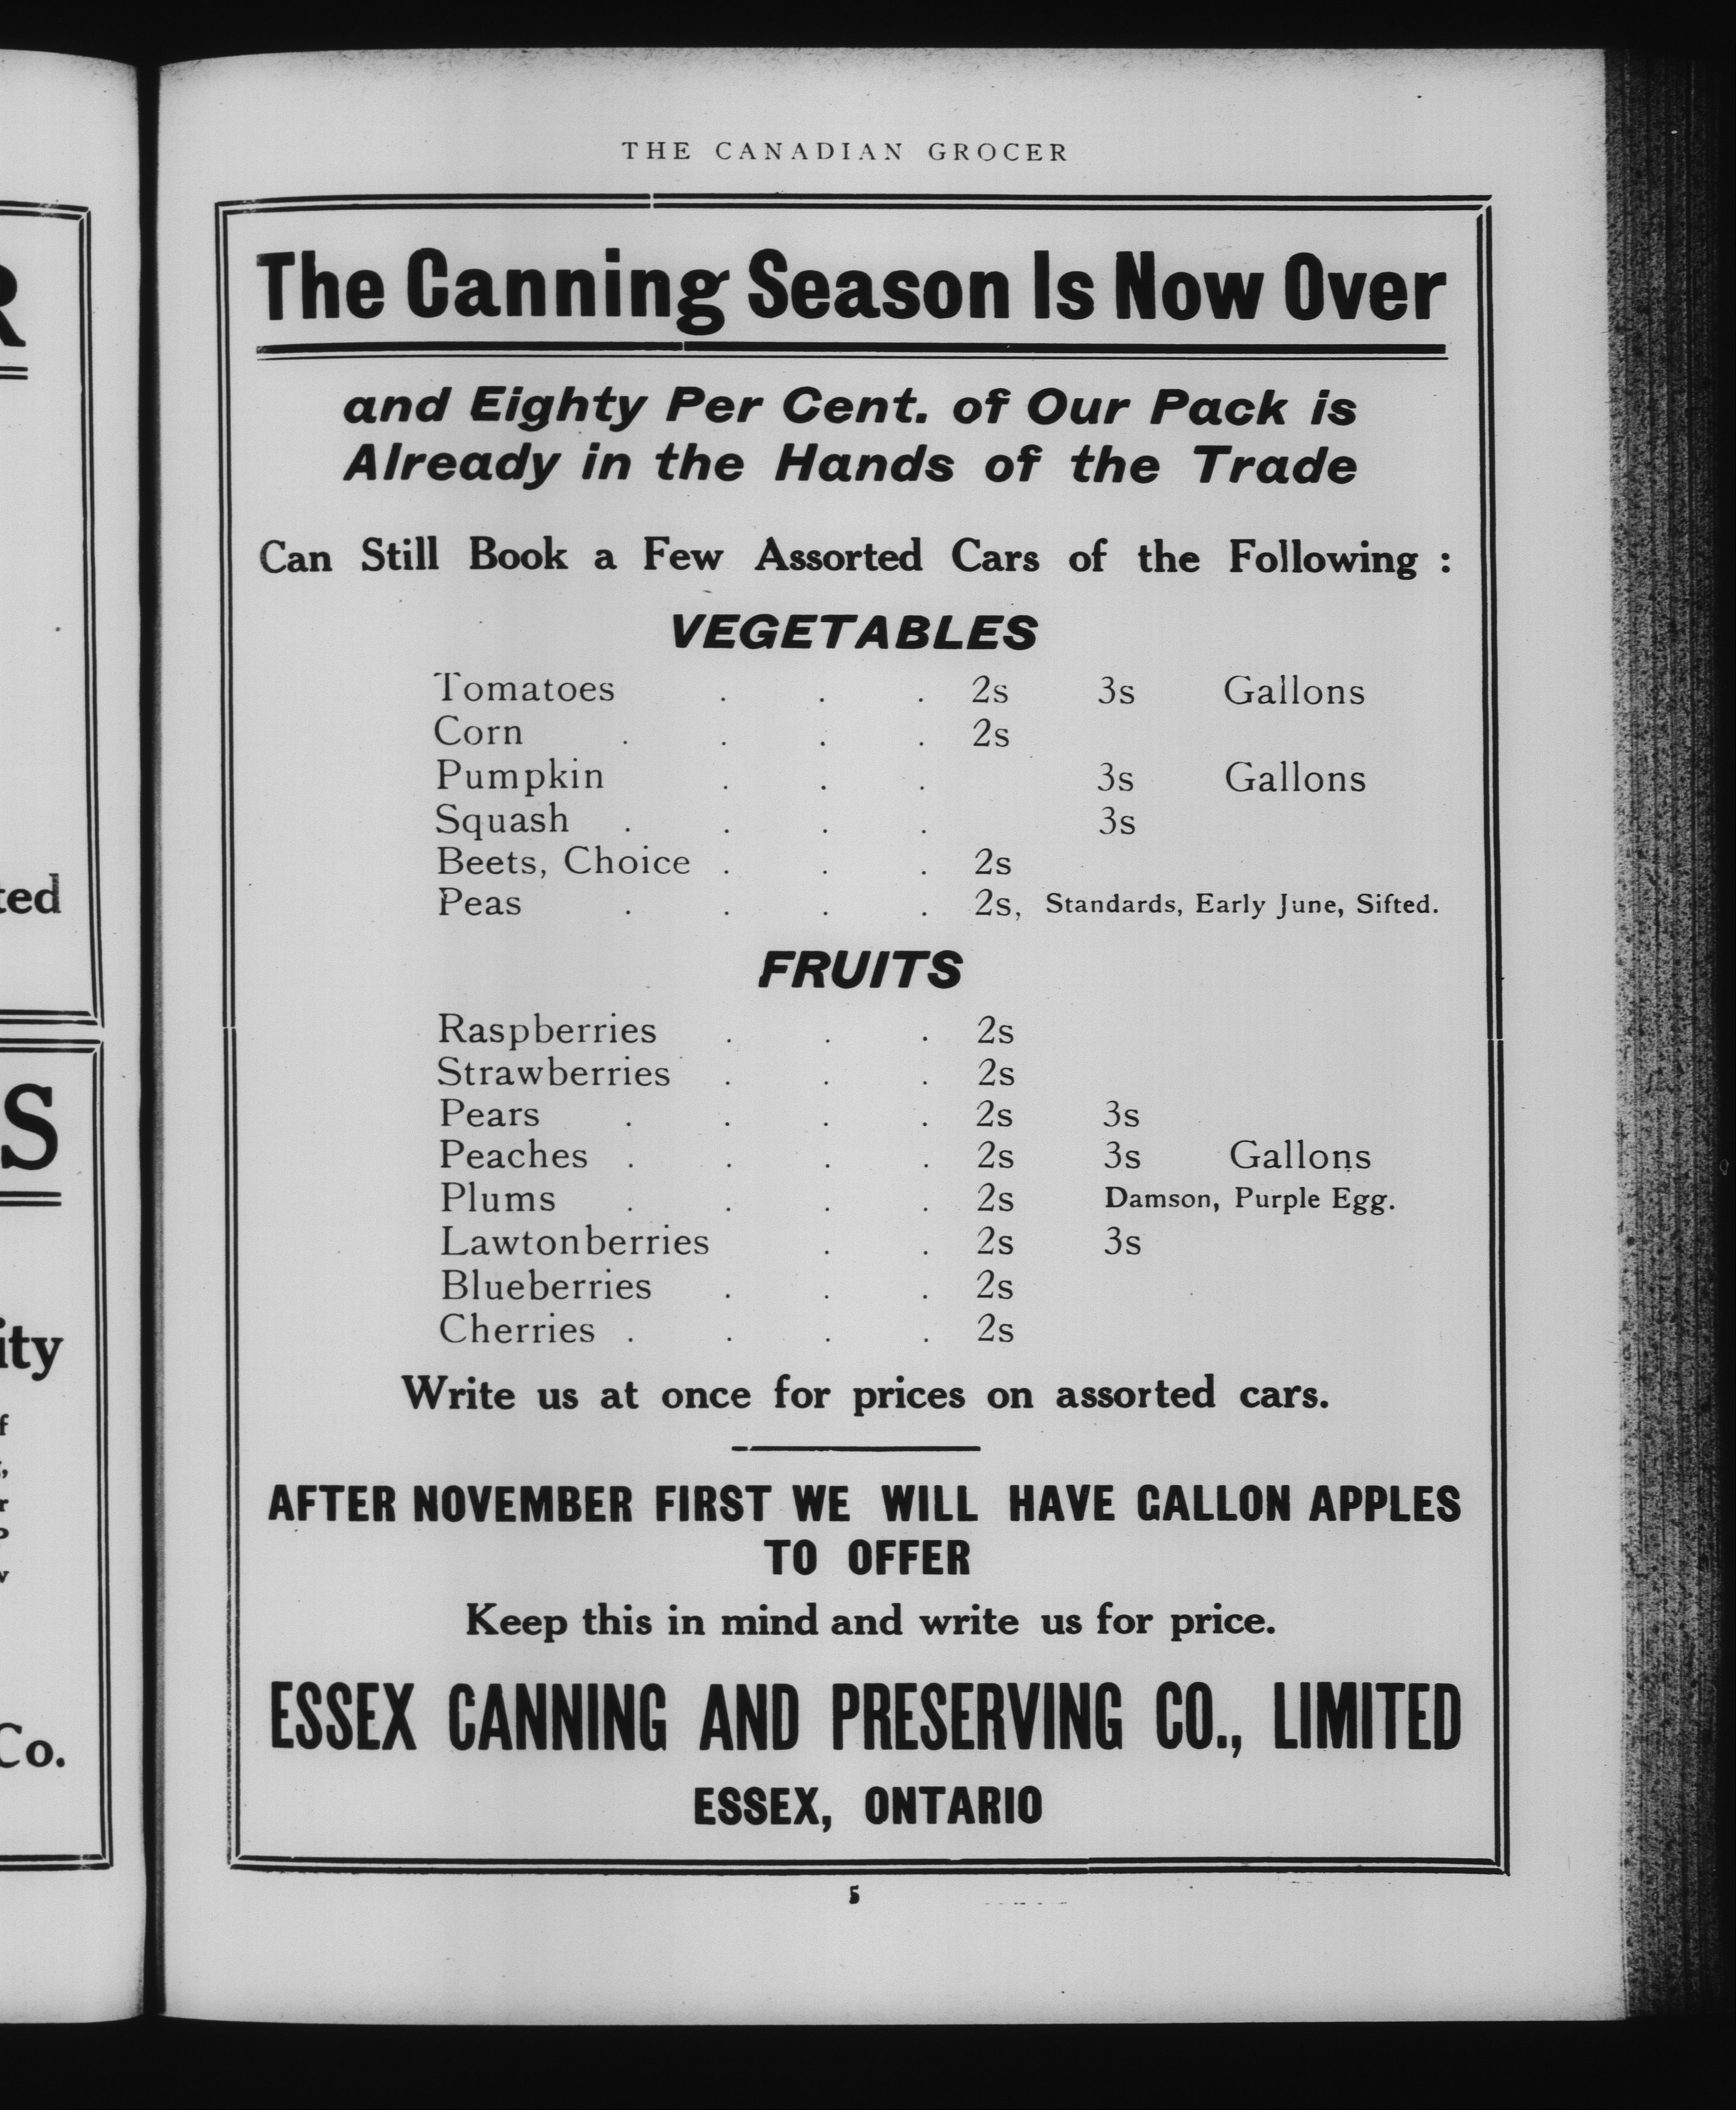 THE CANADIAN GROCER
The Canning Season Is Now Over
and Eighty Per Cent. of Our Pack is
Already in the Hands of the Trade
Can Still Book a Few Assorted Cars of the Following :
VEGETABLES
Tomatoes . . . 2s 3s Gallons
Corn . . . . 2s
Pumpkin . . . 3s Gallons
Squash . . . . 3s
Beets, Choice . . . 2s
Peas . . . . 2s, Standards, Early June, Sifted.
FRUITS
Raspberries . . . 2s
Strawberries . . . 2s
Pears . . . . 2s 3s
Peaches . . . . 2s 3s Gallons
Plums . . . . 2s Damson, Purple Egg.
Lawtonberries . . 2s 3s
Blueberries . . . 2s
Cherries . . . . 2s
Write us at once for prices on assorted cars.
AFTER NOVEMBER FIRST WE WILL HAVE GALLON APPLES
TO OFFER
Keep this in mind and write us for price.
ESSEX CANNING AND PRESERVING CO., LIMITED
ESSEX, ONTARIO
5
Co.